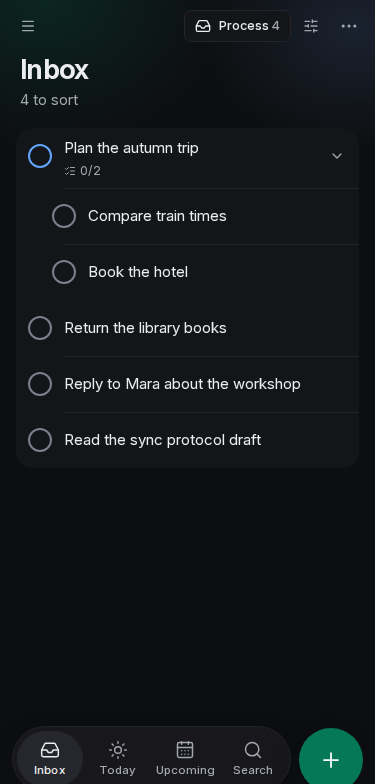 Process 4
Inbox
4 to sort
Plan the autumn trip
0/2
Compare train times
Book the hotel
Return the library books
Reply to Mara about the workshop
Read the sync protocol draft
Inbox Today Upcoming Search